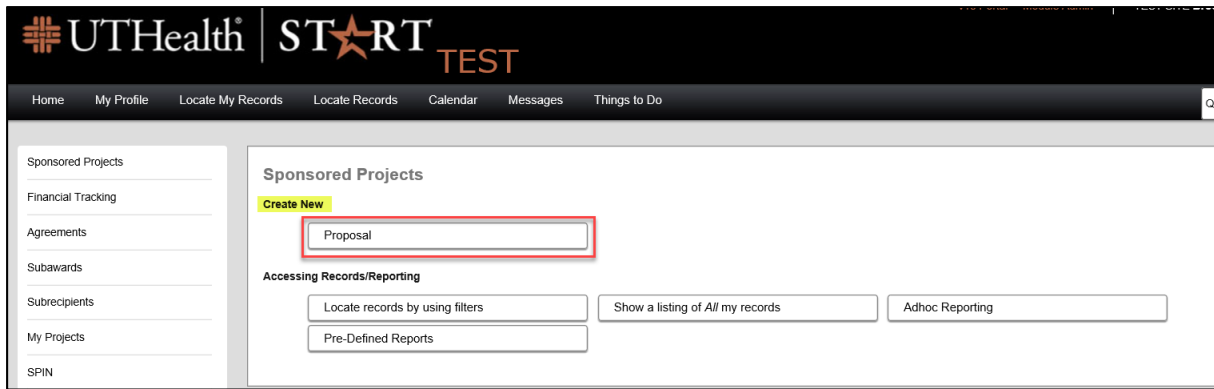 UTHealth START TEST
Home My Profile Locate My Records Locate Records Calendar Messages Things to Do
Sponsored Projects
Financial Tracking
Agreements
Subawards
Subrecipients
My Projects
SPIN
Sponsored Projects
Create New
Proposal
Accessing Records/Reporting
Locate records by using filters Show a listing of All my records Adhoc Reporting
Pre-Defined Reports